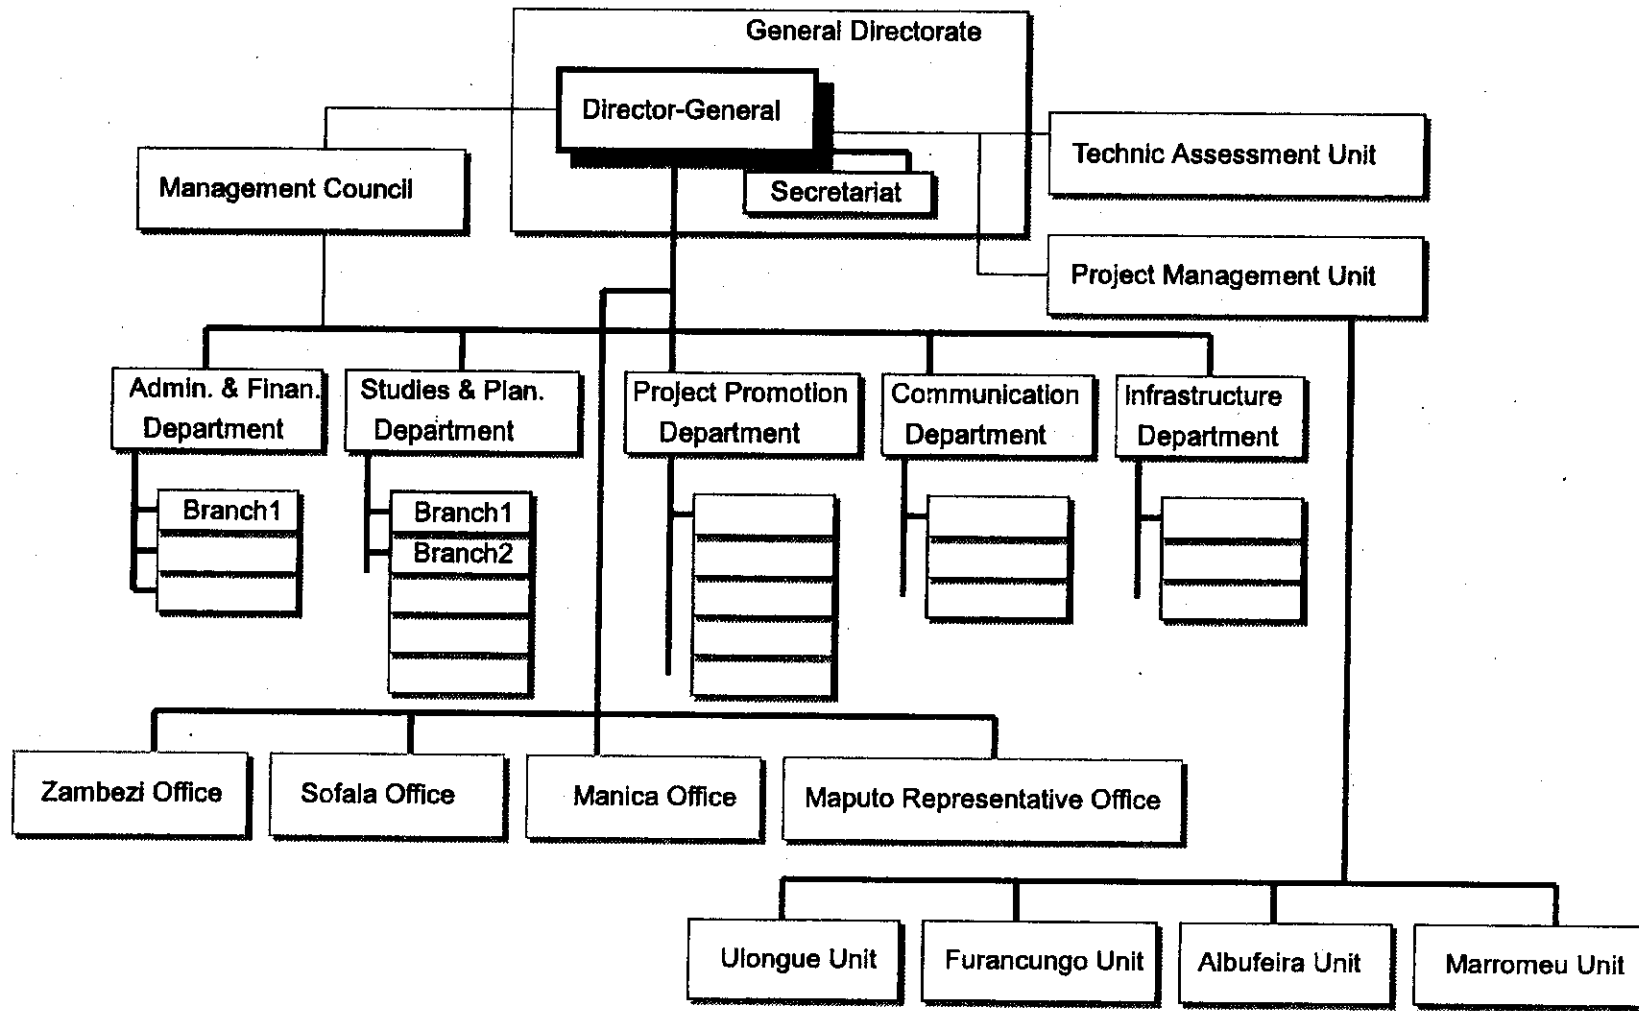 General Directorate
Director-General
Technic Assessment Unit
Management Council
Secretariat
Project Management Unit
Admin. & Finan.
Department
Studies & Plan.
Department
Project Promotion
Department
Communication
Department
Infrastructure
Department
Branch1
Branch1
Branch2
Zambezi Office
Sofala Office
Manica Office
Maputo Representative Office
Ulongue Unit
Furancungo Unit
Albufeira Unit
Marromeu Unit